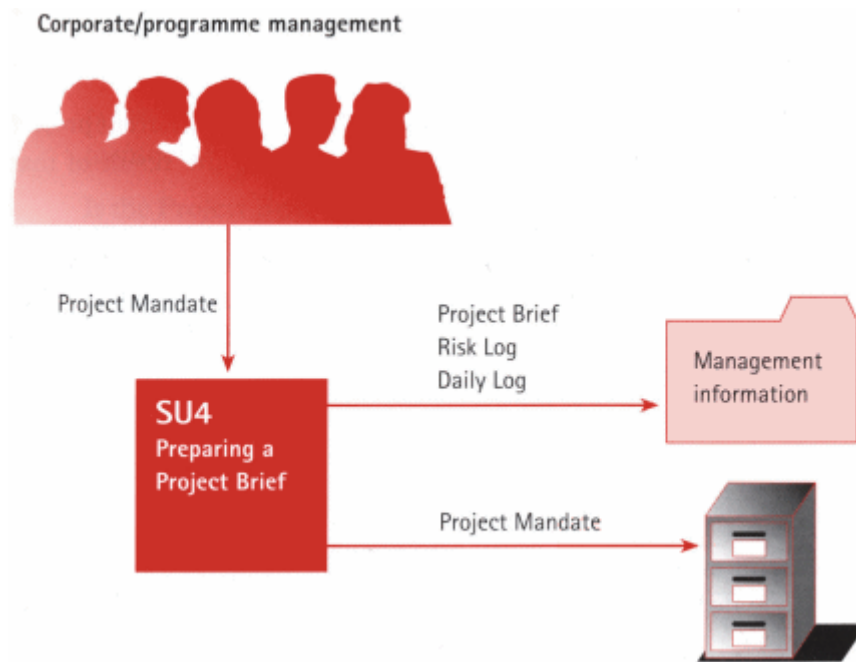 Corporate/programme management
Project Mandate
Project Brief
Risk Log
Daily Log
Management
information
SU4
Preparing a
Project Brief
Project Mandate